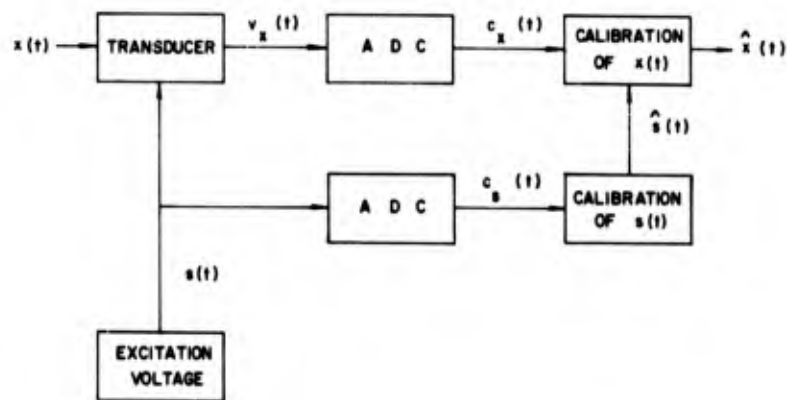 x(t)
TRANSDUCER
v_x (t)
A D C
c_x (t)
CALIBRATION
OF x(t)
x̂(t)
ŝ(t)
A D C
c_s (t)
CALIBRATION
OF s(t)
s(t)
EXCITATION
VOLTAGE